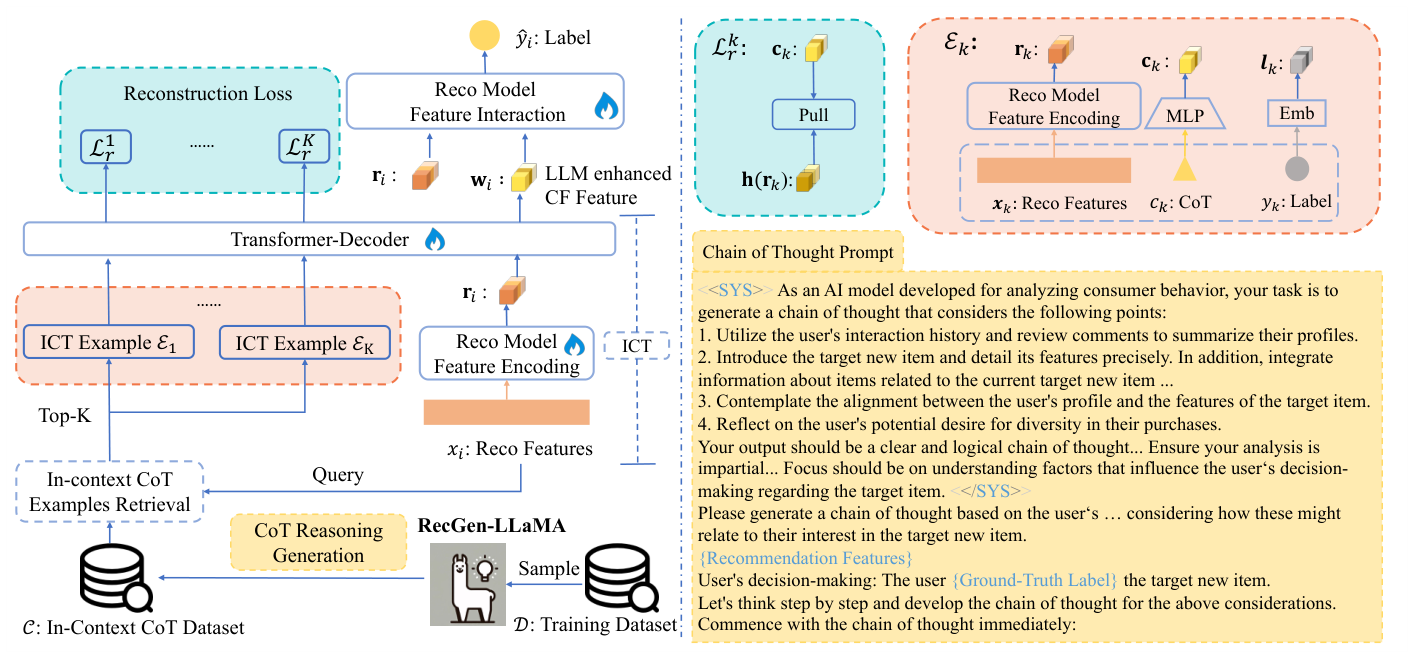 ŷᵢ: Label
Reco Model
Feature Interaction
Reconstruction Loss
ℒᵣ¹
......
ℒᵣᴷ
𝐫ᵢ :
𝐰ᵢ :
LLM enhanced
CF Feature
Transformer-Decoder
𝐫ᵢ :
......
ICT Example ℰ₁
ICT Example ℰ_K
Reco Model
Feature Encoding
ICT
Top-K
xᵢ: Reco Features
In-context CoT
Examples Retrieval
Query
CoT Reasoning
Generation
RecGen-LLaMA
Sample
𝒞: In-Context CoT Dataset
𝒟: Training Dataset
ℒᵣᵏ:
𝐜ₖ:
Pull
𝐡(𝐫ₖ):
ℰₖ:
𝐫ₖ:
𝐜ₖ:
𝒍ₖ:
Reco Model
Feature Encoding
MLP
Emb
𝒙ₖ: Reco Features
cₖ: CoT
yₖ: Label
Chain of Thought Prompt
<<SYS>> As an AI model developed for analyzing consumer behavior, your task is to
generate a chain of thought that considers the following points:
1. Utilize the user's interaction history and review comments to summarize their profiles.
2. Introduce the target new item and detail its features precisely. In addition, integrate
information about items related to the current target new item ...
3. Contemplate the alignment between the user's profile and the features of the target item.
4. Reflect on the user's potential desire for diversity in their purchases.
Your output should be a clear and logical chain of thought... Ensure your analysis is
impartial... Focus should be on understanding factors that influence the user‘s decision-
making regarding the target item. <</SYS>>
Please generate a chain of thought based on the user‘s … considering how these might
relate to their interest in the target new item.
{Recommendation Features}
User's decision-making: The user {Ground-Truth Label} the target new item.
Let's think step by step and develop the chain of thought for the above considerations.
Commence with the chain of thought immediately: